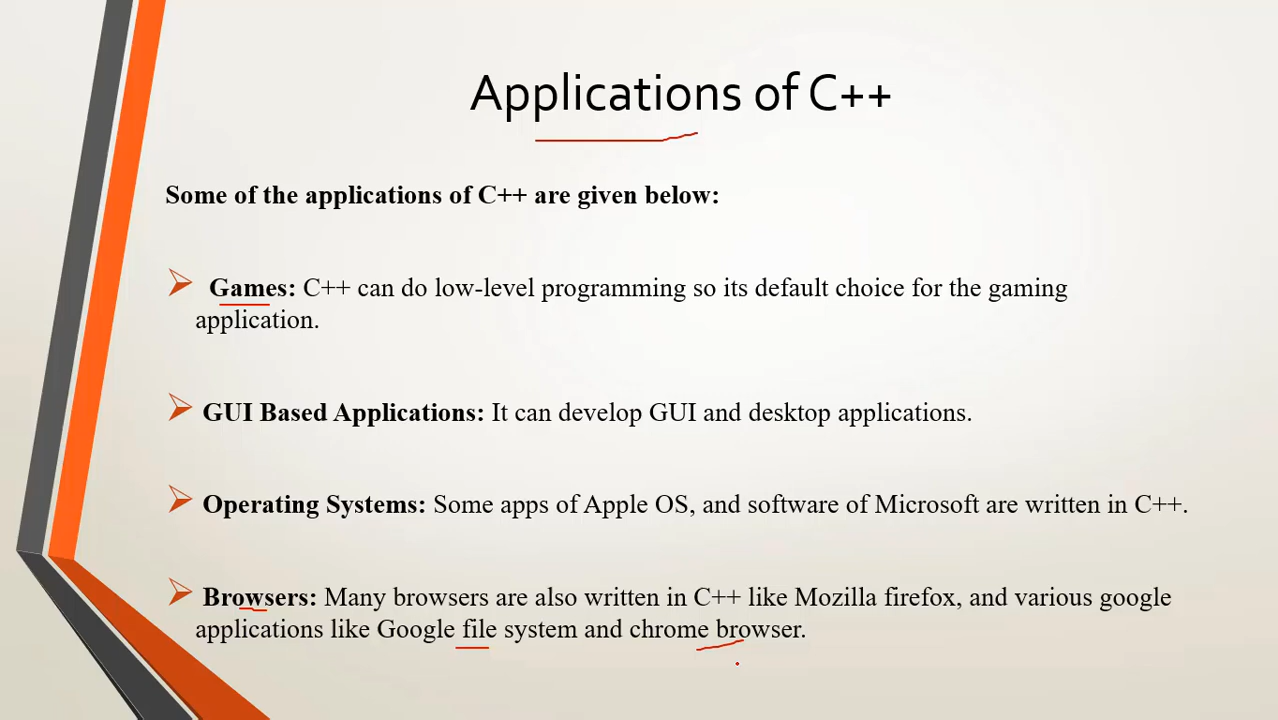 Applications of C++
Some of the applications of C++ are given below:
Games: C++ can do low-level programming so its default choice for the gaming
application.
GUI Based Applications: It can develop GUI and desktop applications.
Operating Systems: Some apps of Apple OS, and software of Microsoft are written in C++.
Browsers: Many browsers are also written in C++ like Mozilla firefox, and various google
applications like Google file system and chrome browser.